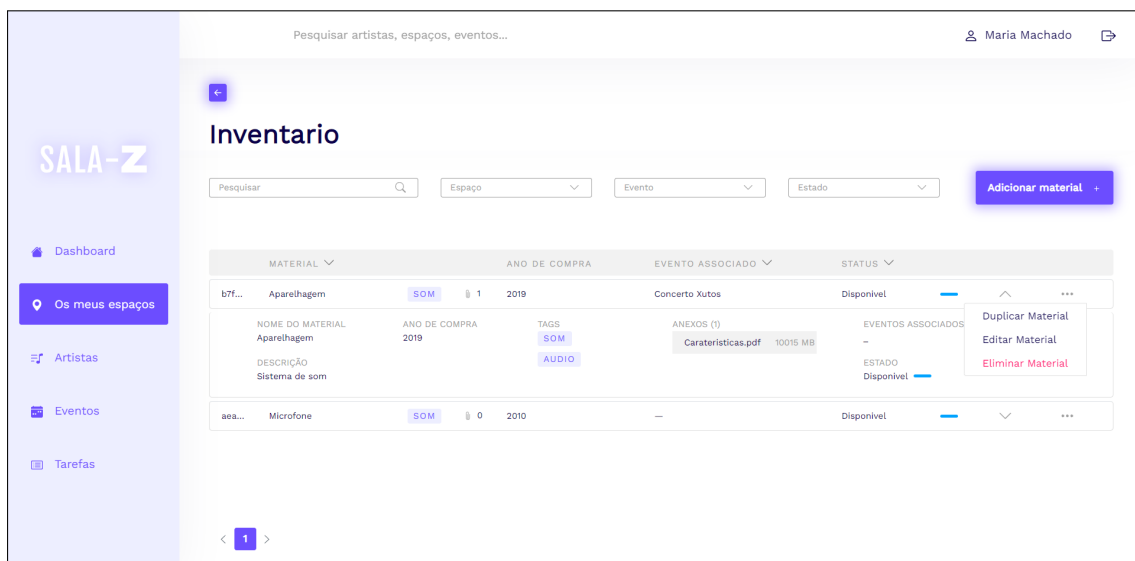 Pesquisar artistas, espaços, eventos...
Maria Machado
SALA-Z
Dashboard
Os meus espaços
Artistas
Eventos
Tarefas
Inventario
Pesquisar
Espaço
Evento
Estado
Adicionar material +
MATERIAL ANO DE COMPRA EVENTO ASSOCIADO STATUS
b7f... Aparelhagem SOM 1 2019 Concerto Xutos Disponivel ...
Duplicar Material
Editar Material
Eliminar Material
NOME DO MATERIAL ANO DE COMPRA TAGS ANEXOS (1) EVENTOS ASSOCIADOS
Aparelhagem 2019 SOM Carateristicas.pdf 10015 MB –
AUDIO
DESCRIÇÃO ESTADO
Sistema de som Disponivel
aea... Microfone SOM 0 2010 — Disponivel ...
< 1 >